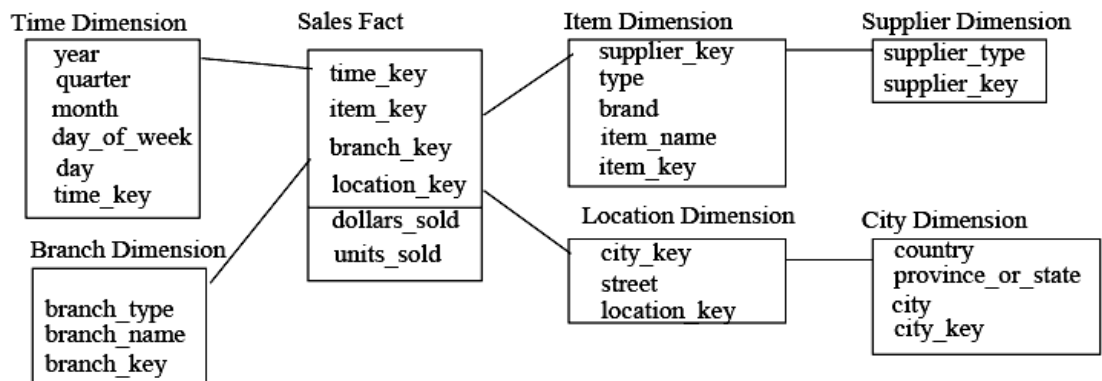 Time Dimension
year
quarter
month
day_of_week
day
time_key
Branch Dimension
branch_type
branch_name
branch_key
Sales Fact
time_key
item_key
branch_key
location_key
dollars_sold
units_sold
Item Dimension
supplier_key
type
brand
item_name
item_key
Location Dimension
city_key
street
location_key
Supplier Dimension
supplier_type
supplier_key
City Dimension
country
province_or_state
city
city_key